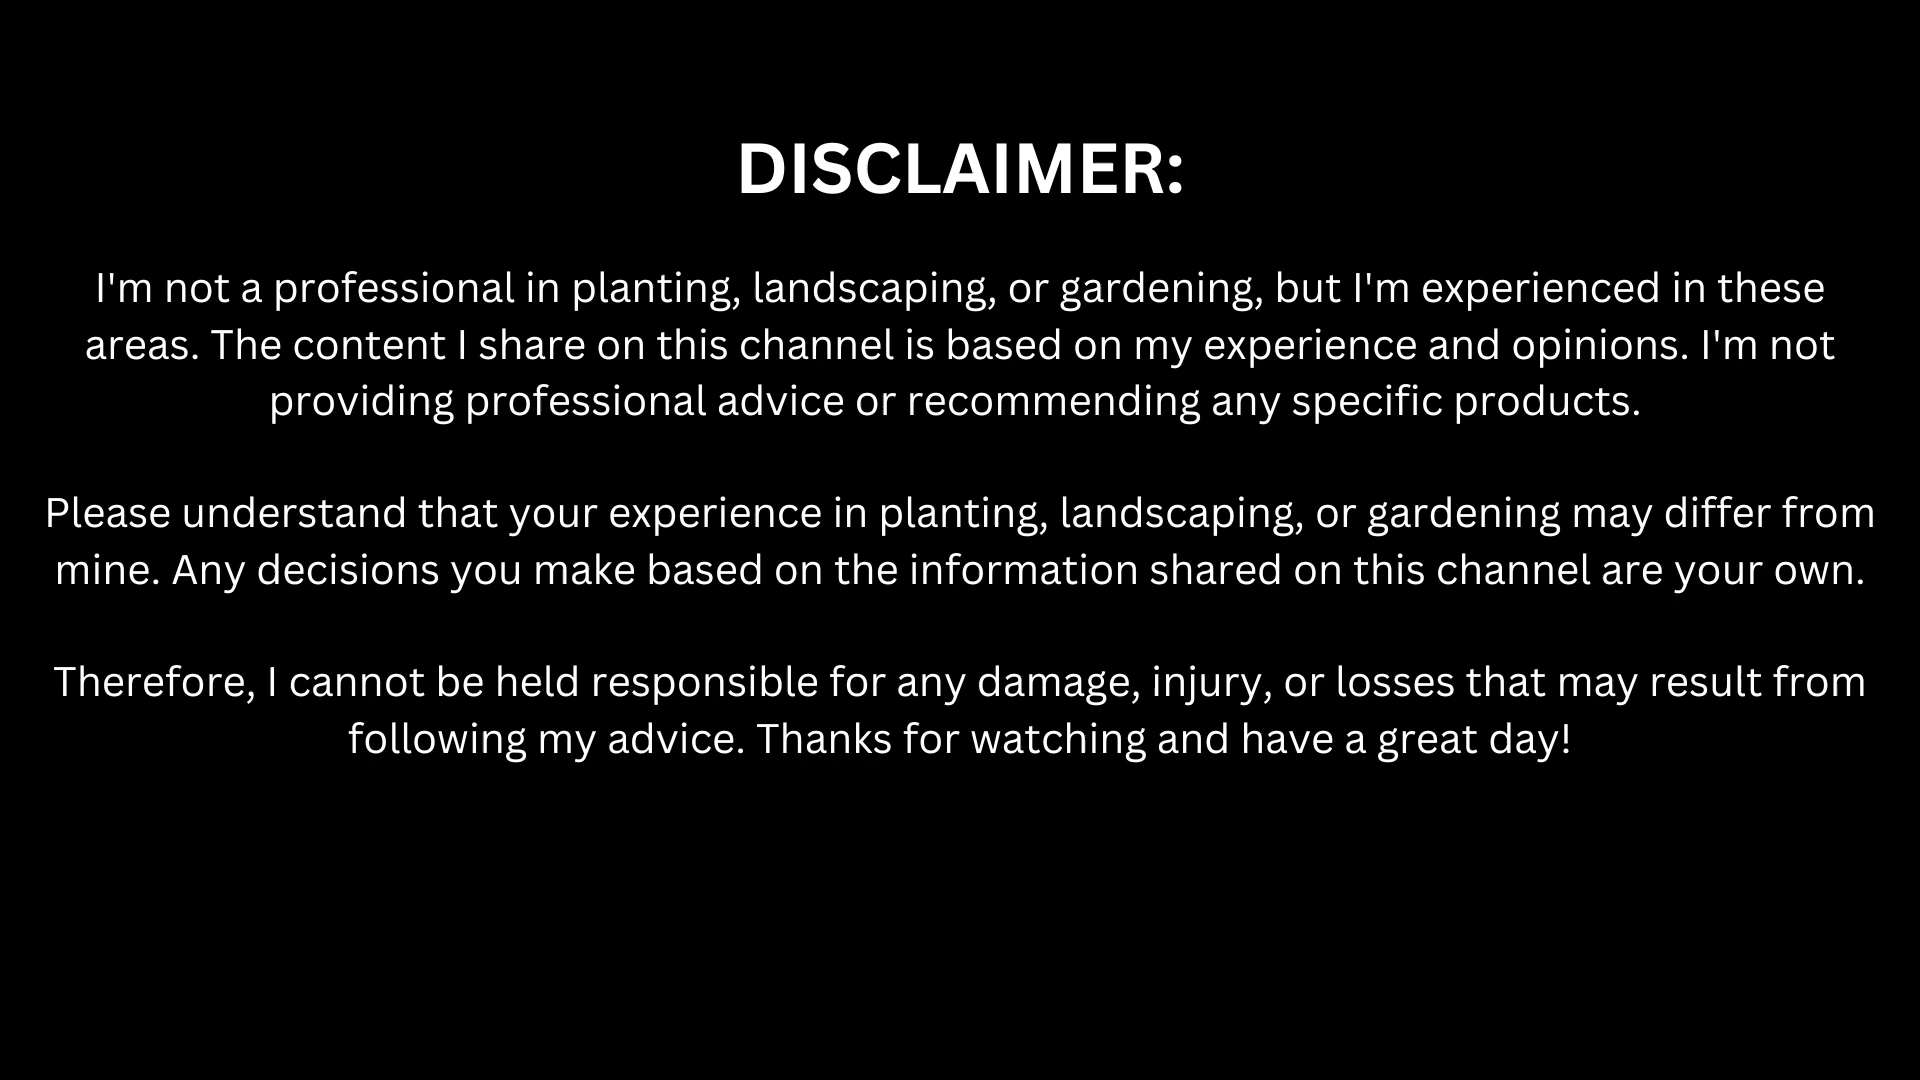 DISCLAIMER:
I'm not a professional in planting, landscaping, or gardening, but I'm experienced in these
areas. The content I share on this channel is based on my experience and opinions. I'm not
providing professional advice or recommending any specific products.
Please understand that your experience in planting, landscaping, or gardening may differ from
mine. Any decisions you make based on the information shared on this channel are your own.
Therefore, I cannot be held responsible for any damage, injury, or losses that may result from
following my advice. Thanks for watching and have a great day!